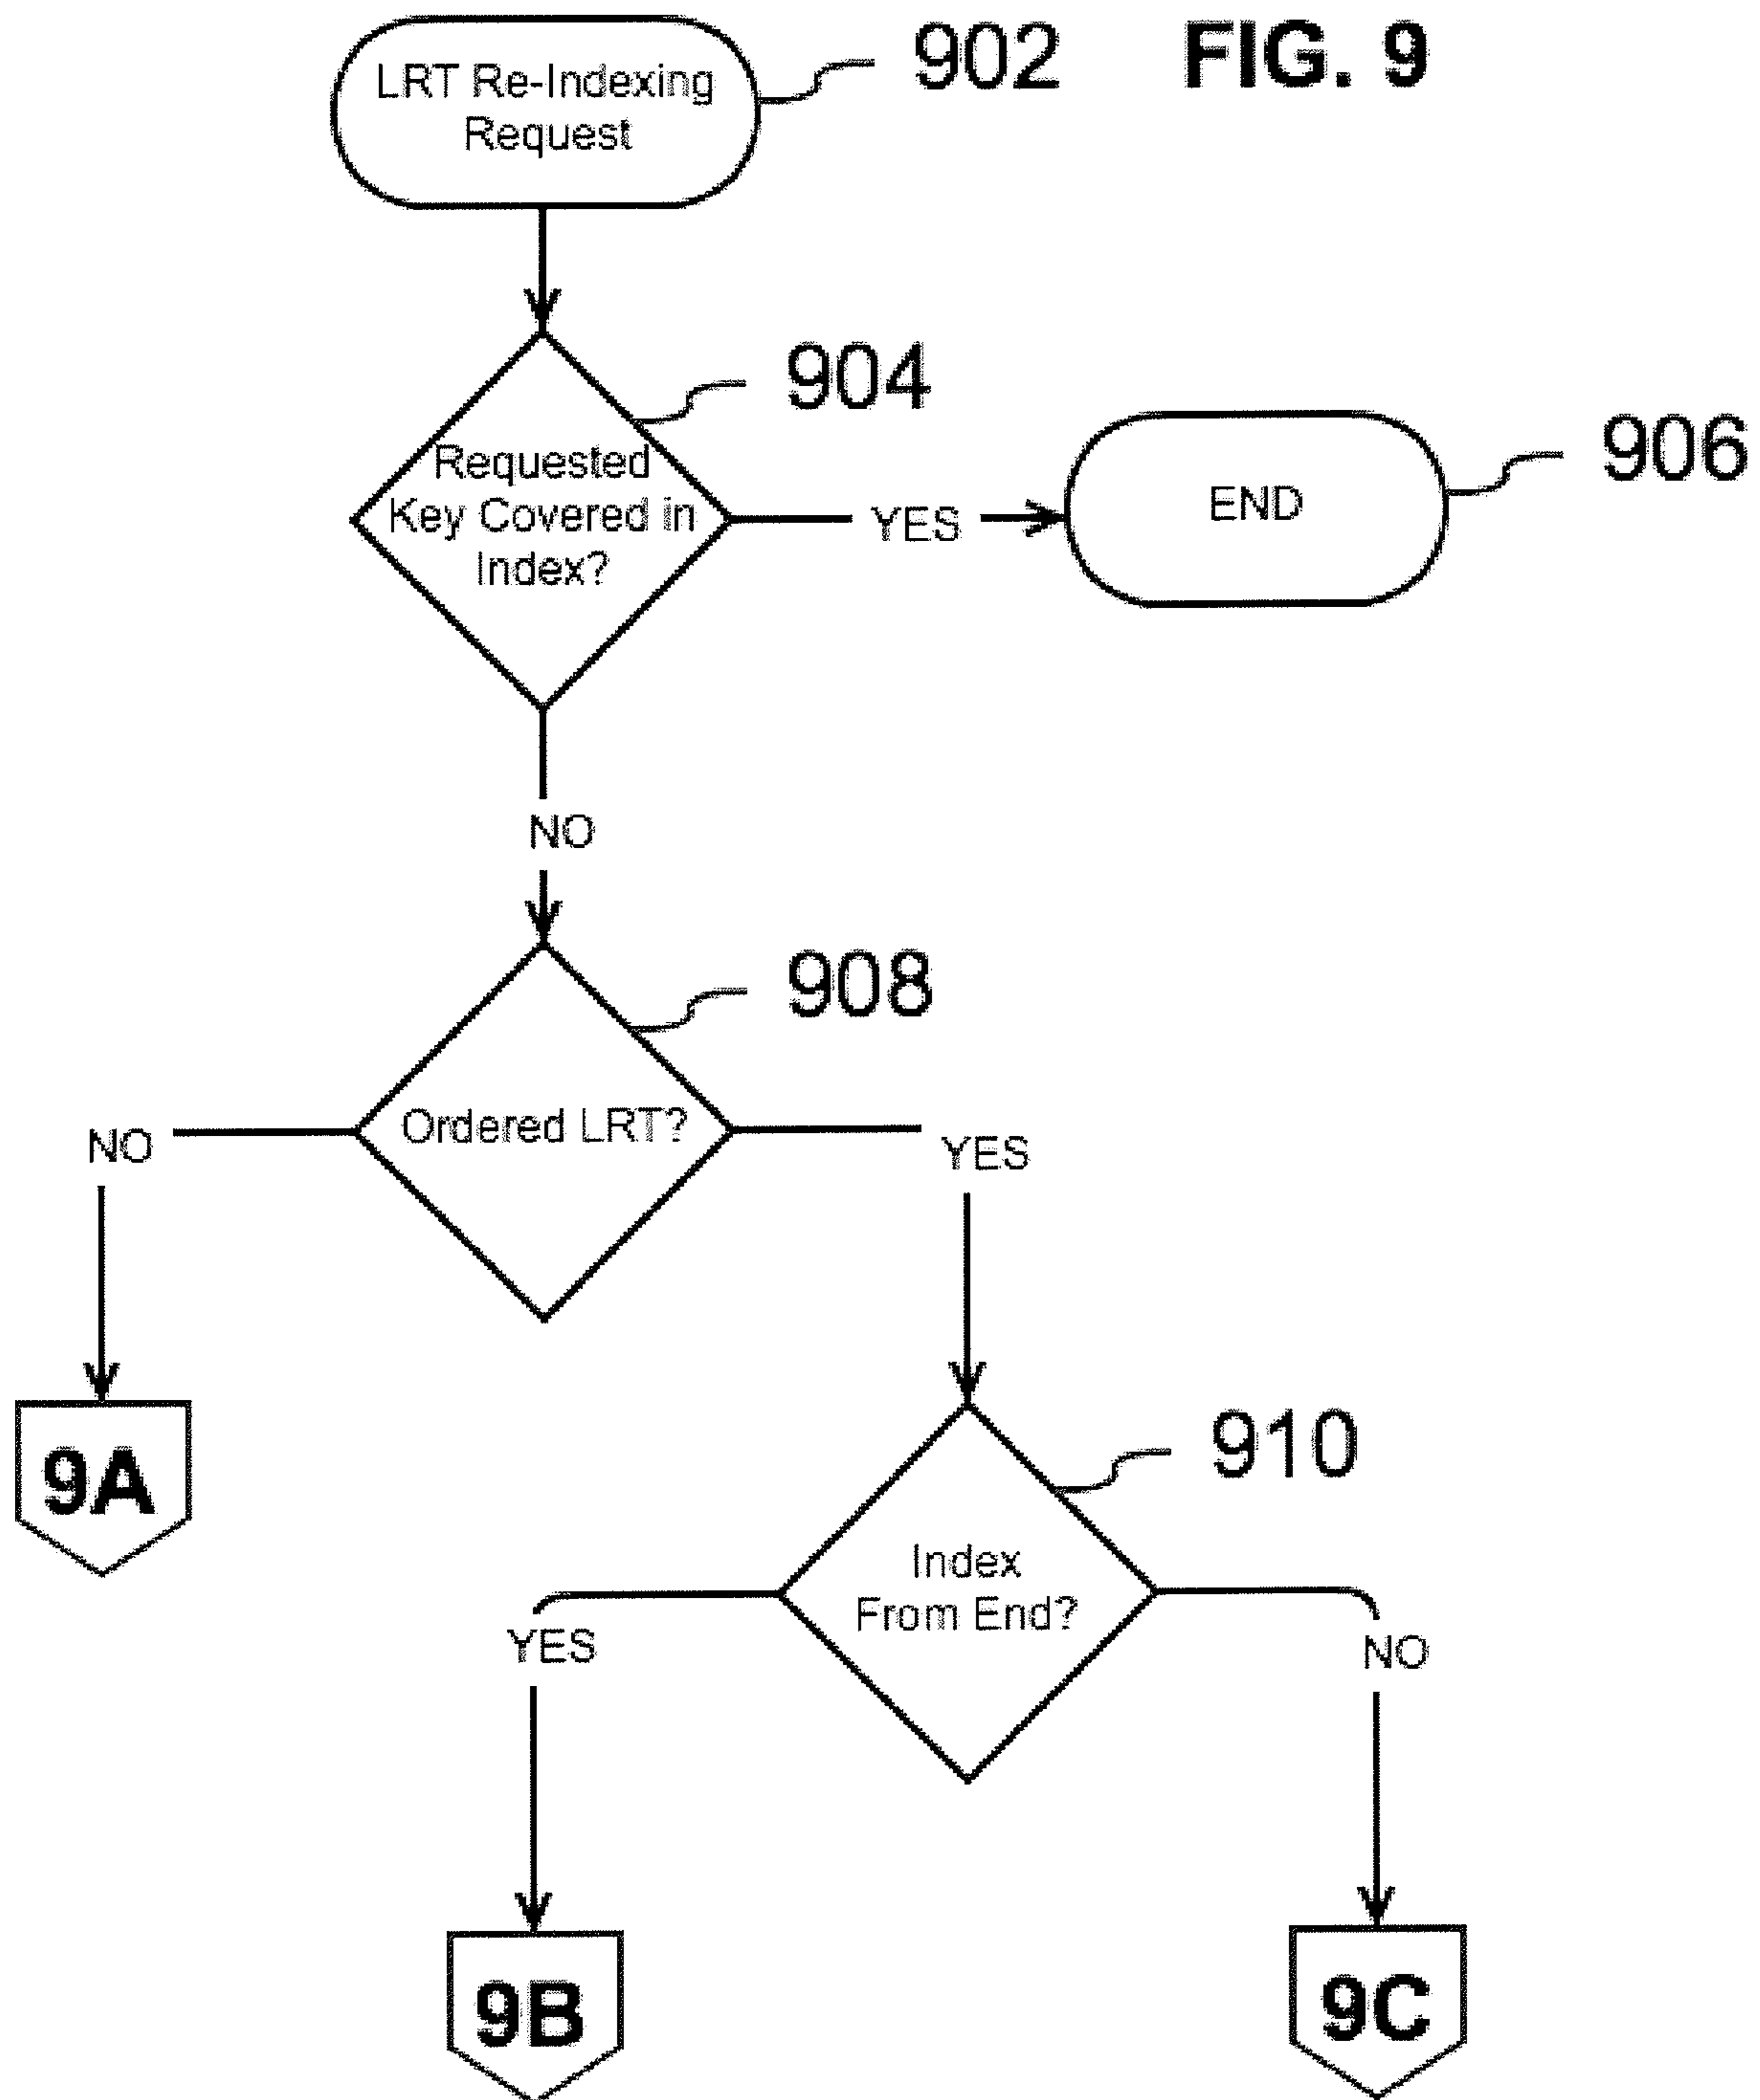 FIG. 9
LRT Re-Indexing
Request
902
904
Requested
Key Covered in
Index?
YES
END
906
NO
908
Ordered LRT?
NO
YES
9A
910
Index
From End?
YES
NO
9B
9C